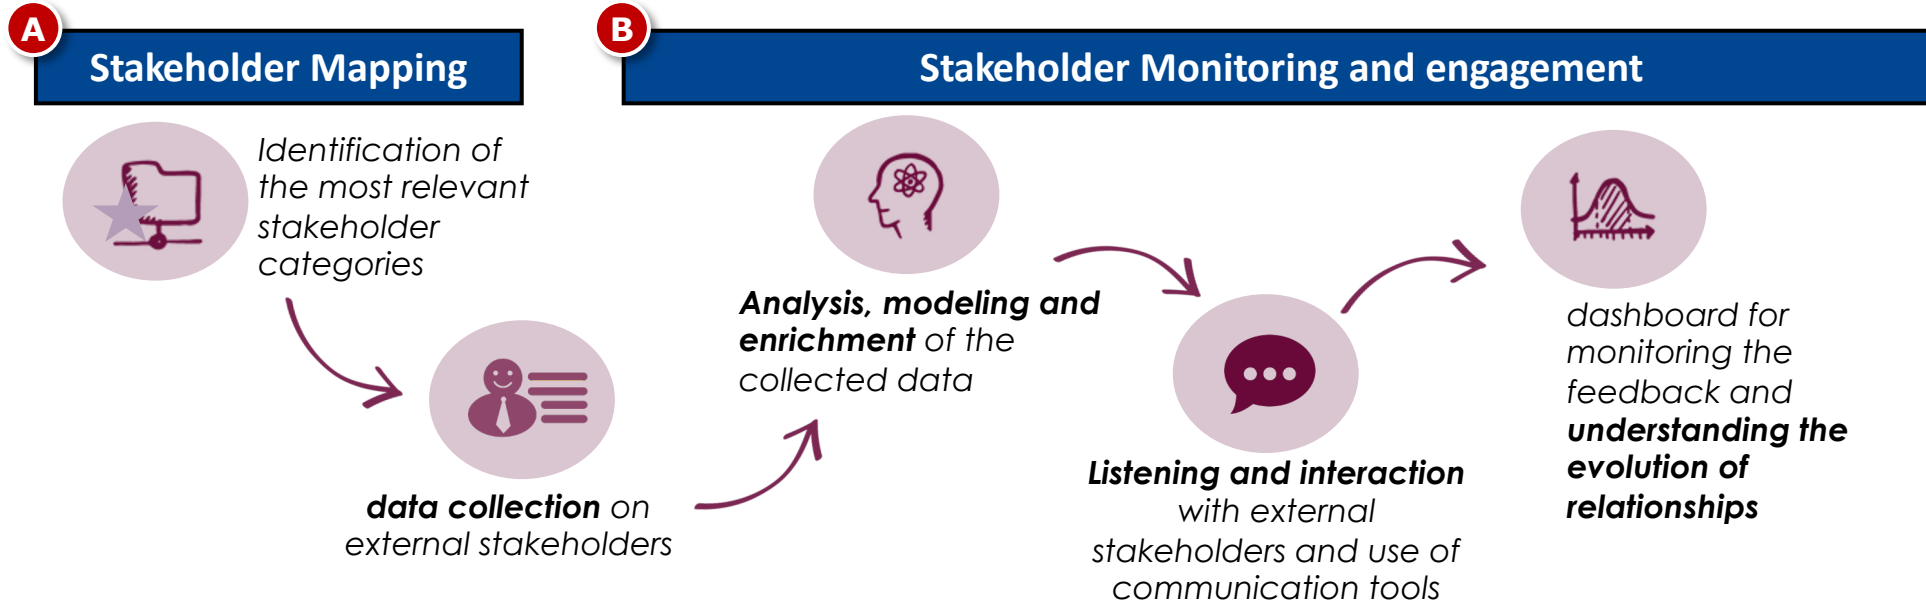 A
Stakeholder Mapping
Identification of
the most relevant
stakeholder
categories
data collection on
external stakeholders
B
Stakeholder Monitoring and engagement
Analysis, modeling and
enrichment of the
collected data
Listening and interaction
with external
stakeholders and use of
communication tools
dashboard for
monitoring the
feedback and
understanding the
evolution of
relationships